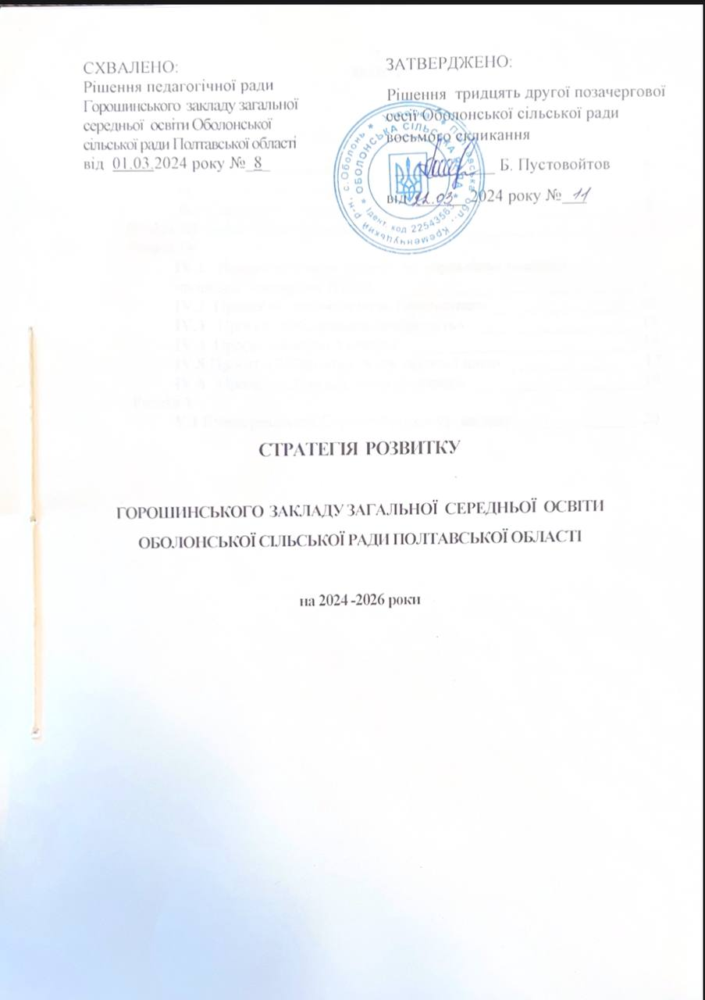 СХВАЛЕНО:
Рішення педагогічної ради
Горошинського закладу загальної
середньої освіти Оболонської
сільської ради Полтавської області
від 01.03.2024 року № 8
ЗАТВЕРДЖЕНО:
Рішення тридцять другої позачергової
сесії Оболонської сільської ради
восьмого скликання
Б. Пустовойтов
від 22.03 2024 року № 11
ОБОЛОНСЬКА СІЛЬСЬКА РАДА
Ідент. код 22543563
Кременчуцький р-н, с. Оболонь
СТРАТЕГІЯ РОЗВИТКУ
ГОРОШИНСЬКОГО ЗАКЛАДУ ЗАГАЛЬНОЇ СЕРЕДНЬОЇ ОСВІТИ
ОБОЛОНСЬКОЇ СІЛЬСЬКОЇ РАДИ ПОЛТАВСЬКОЇ ОБЛАСТІ
на 2024-2026 роки